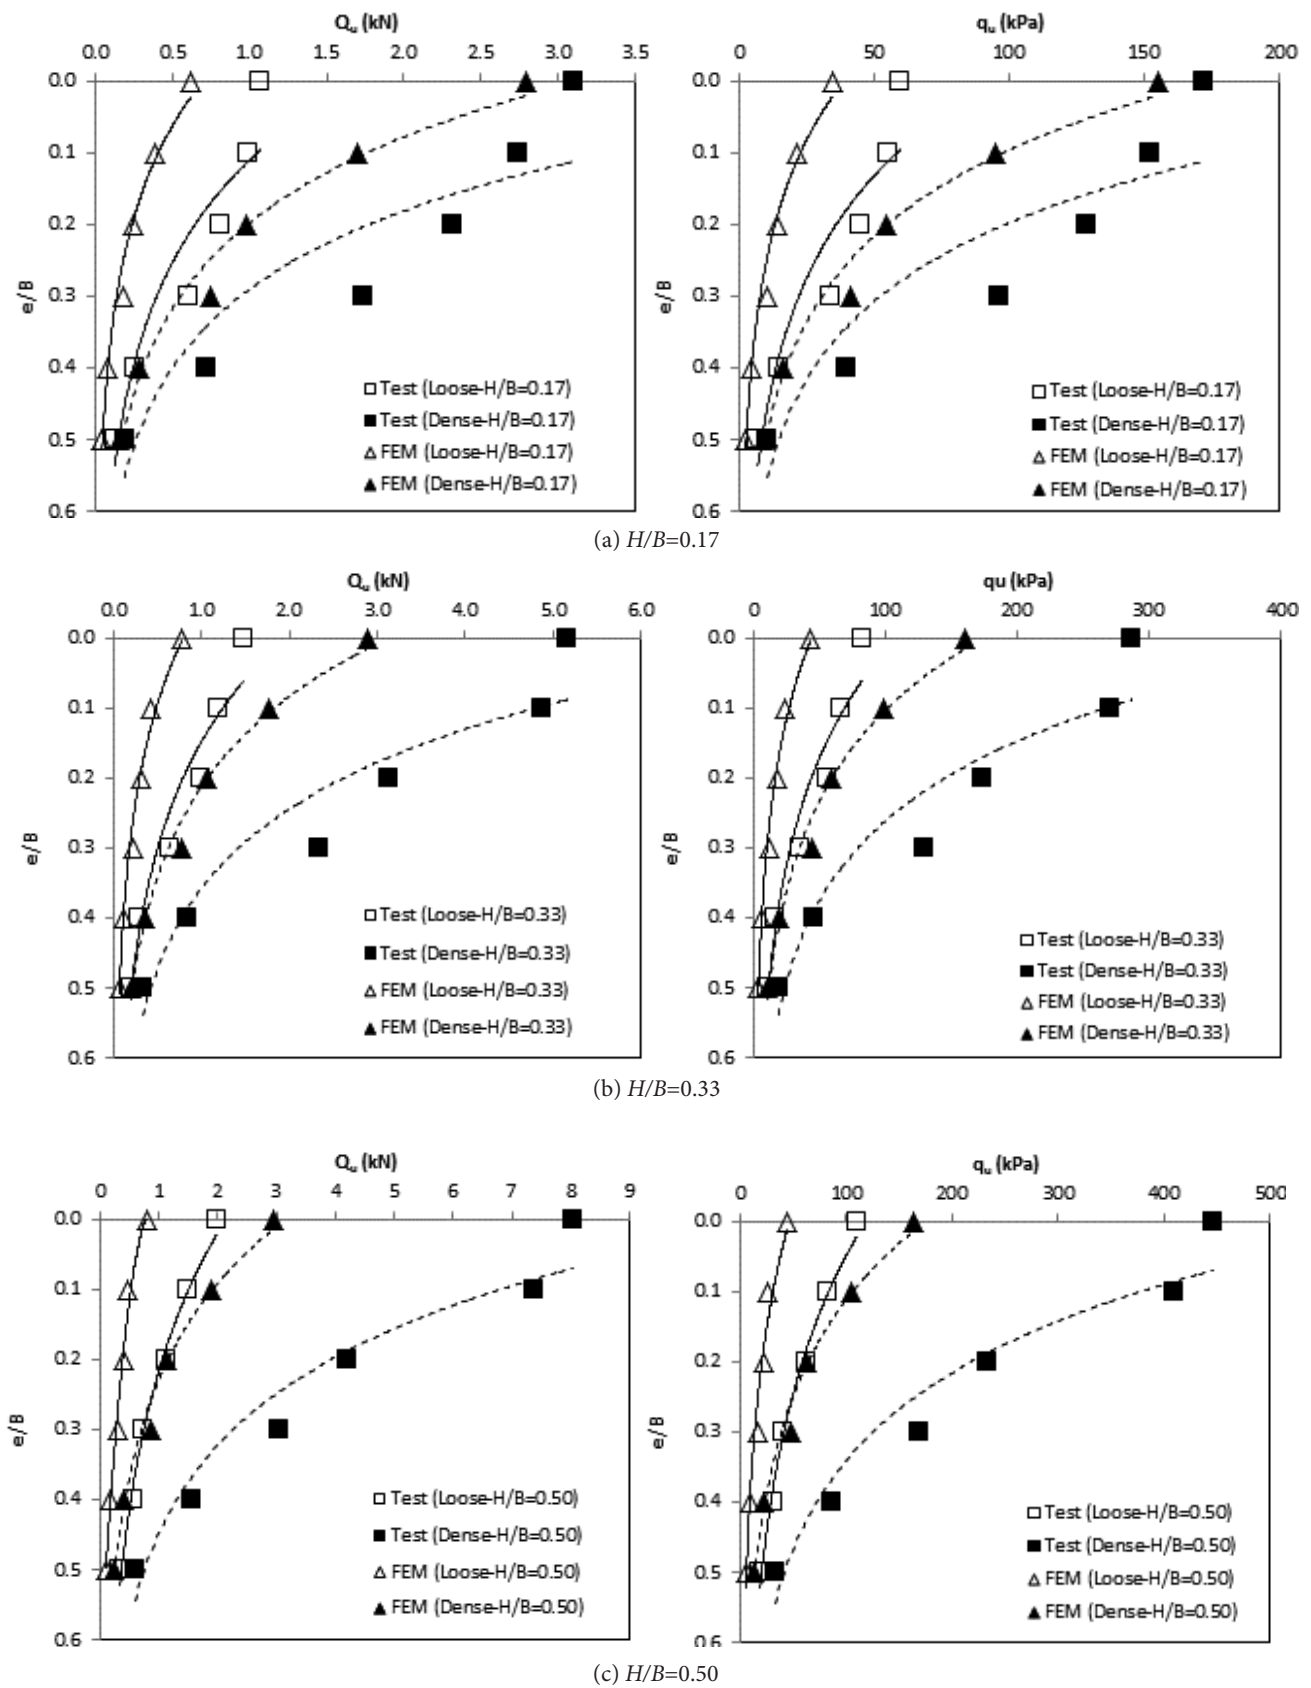 Qu (kN)
0.0 0.5 1.0 1.5 2.0 2.5 3.0 3.5
0.0
0.1
0.2
0.3
0.4
0.5
0.6
e/B
Test (Loose-H/B=0.17)
Test (Dense-H/B=0.17)
FEM (Loose-H/B=0.17)
FEM (Dense-H/B=0.17)
qu (kPa)
0 50 100 150 200
0.0
0.1
0.2
0.3
0.4
0.5
0.6
e/B
Test (Loose-H/B=0.17)
Test (Dense-H/B=0.17)
FEM (Loose-H/B=0.17)
FEM (Dense-H/B=0.17)
(a) H/B=0.17
Qu (kN)
0.0 1.0 2.0 3.0 4.0 5.0 6.0
0.0
0.1
0.2
0.3
0.4
0.5
0.6
e/B
Test (Loose-H/B=0.33)
Test (Dense-H/B=0.33)
FEM (Loose-H/B=0.33)
FEM (Dense-H/B=0.33)
qu (kPa)
0 100 200 300 400
0.0
0.1
0.2
0.3
0.4
0.5
0.6
e/B
Test (Loose-H/B=0.33)
Test (Dense-H/B=0.33)
FEM (Loose-H/B=0.33)
FEM (Dense-H/B=0.33)
(b) H/B=0.33
Qu (kN)
0 1 2 3 4 5 6 7 8 9
0.0
0.1
0.2
0.3
0.4
0.5
0.6
e/B
Test (Loose-H/B=0.50)
Test (Dense-H/B=0.50)
FEM (Loose-H/B=0.50)
FEM (Dense-H/B=0.50)
qu (kPa)
0 100 200 300 400 500
0.0
0.1
0.2
0.3
0.4
0.5
0.6
e/B
Test (Loose-H/B=0.50)
Test (Dense-H/B=0.50)
FEM (Loose-H/B=0.50)
FEM (Dense-H/B=0.50)
(c) H/B=0.50